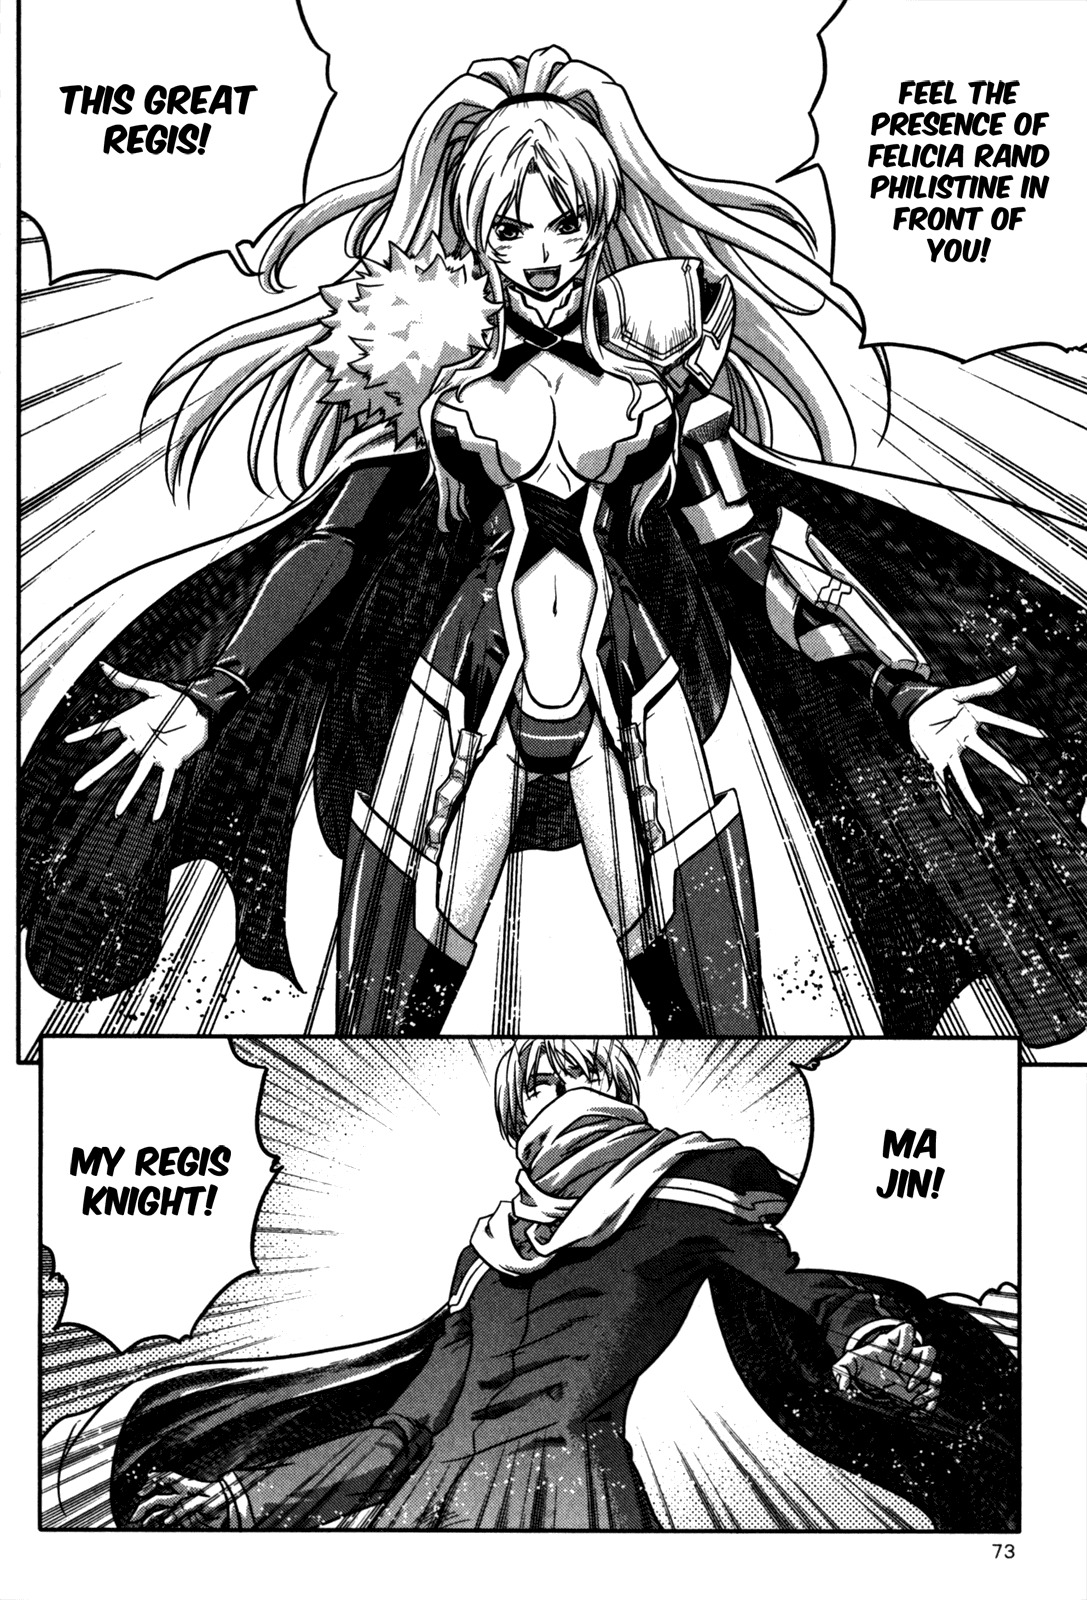 FEEL THE
PRESENCE OF
FELICIA RAND
PHILISTINE IN
FRONT OF
YOU!
THIS GREAT
REGIS!
MA
JIN!
MY REGIS
KNIGHT!
73